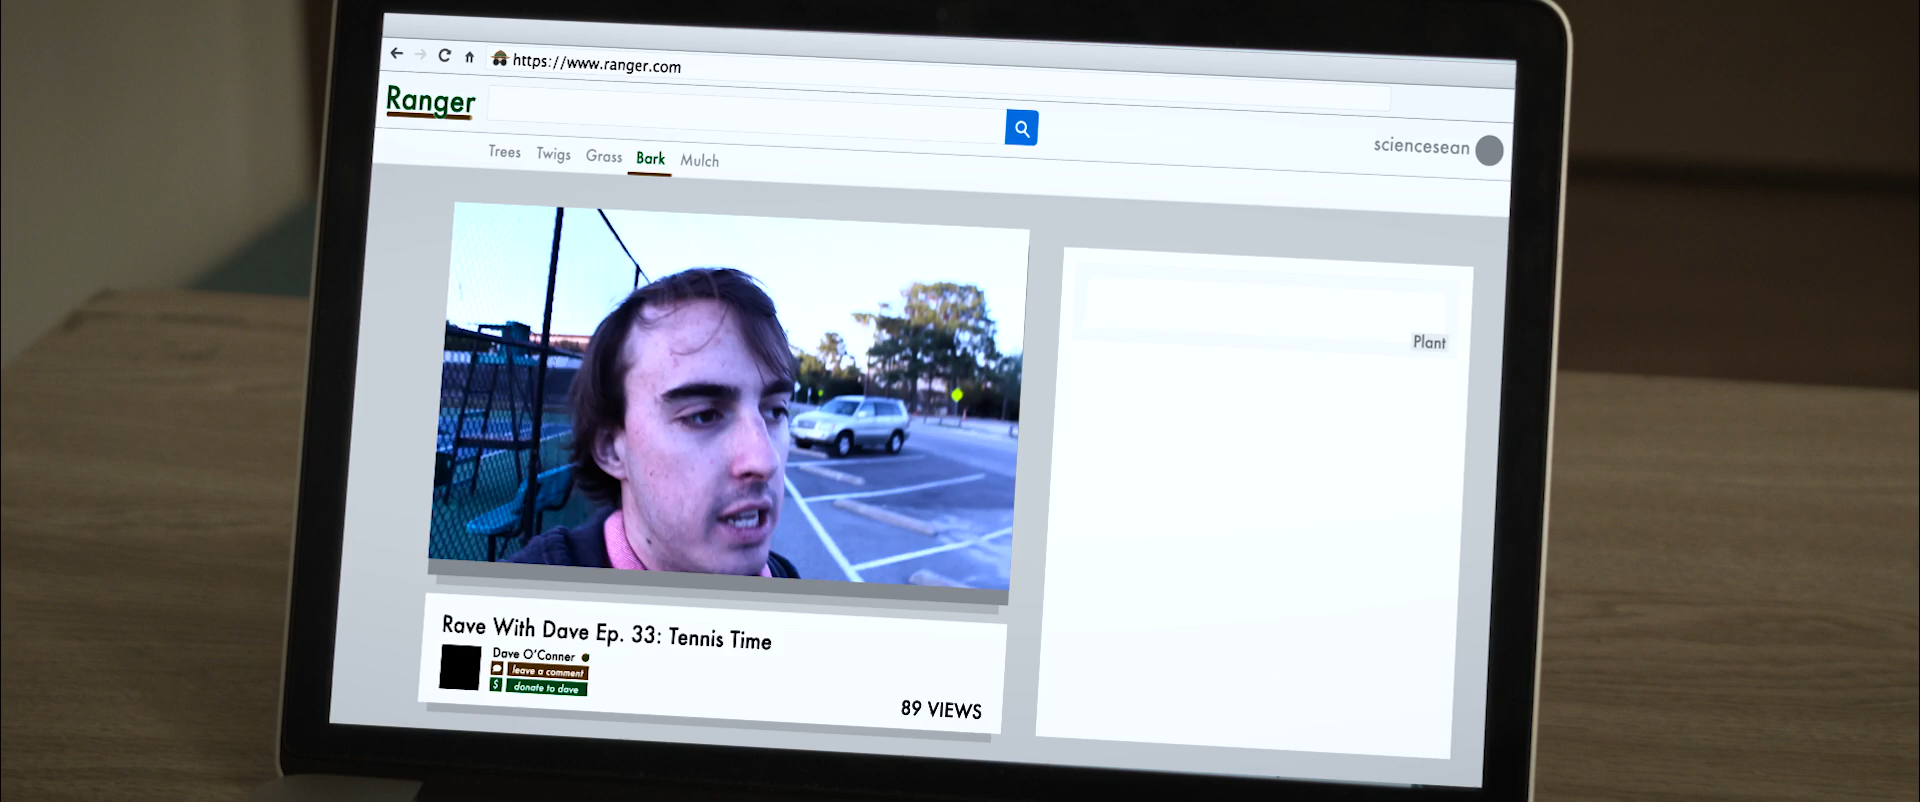 https://www.ranger.com
Ranger
sciencesean
Trees Twigs Grass Bark Mulch
Plant
Rave With Dave Ep. 33: Tennis Time
Dave O'Conner
leave a comment
$ donate to dave
89 VIEWS